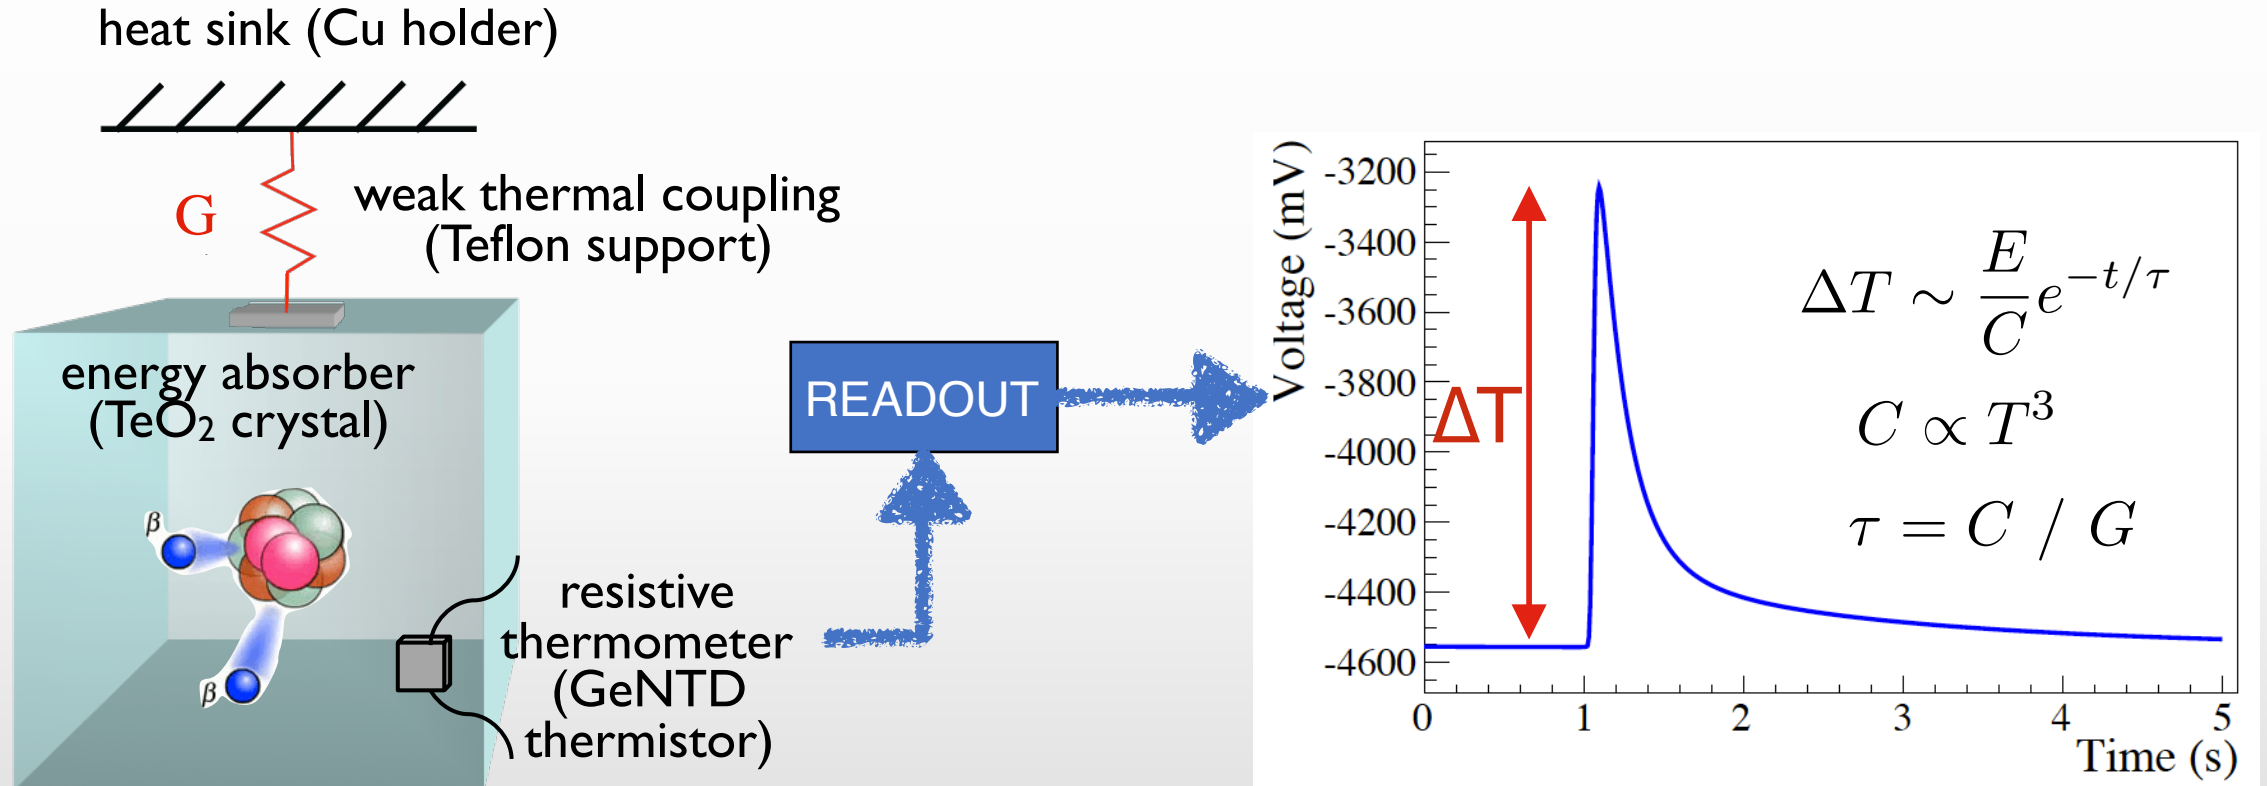 heat sink (Cu holder)
G
weak thermal coupling
(Teflon support)
energy absorber
(TeO₂ crystal)
β
β
resistive
thermometer
(GeNTD
thermistor)
READOUT
Voltage (mV)
-3200
-3400
-3600
-3800
-4000
-4200
-4400
-4600
ΔT
ΔT ∼ E/C e^{−t/τ}
C ∝ T³
τ = C / G
0 1 2 3 4 5
Time (s)